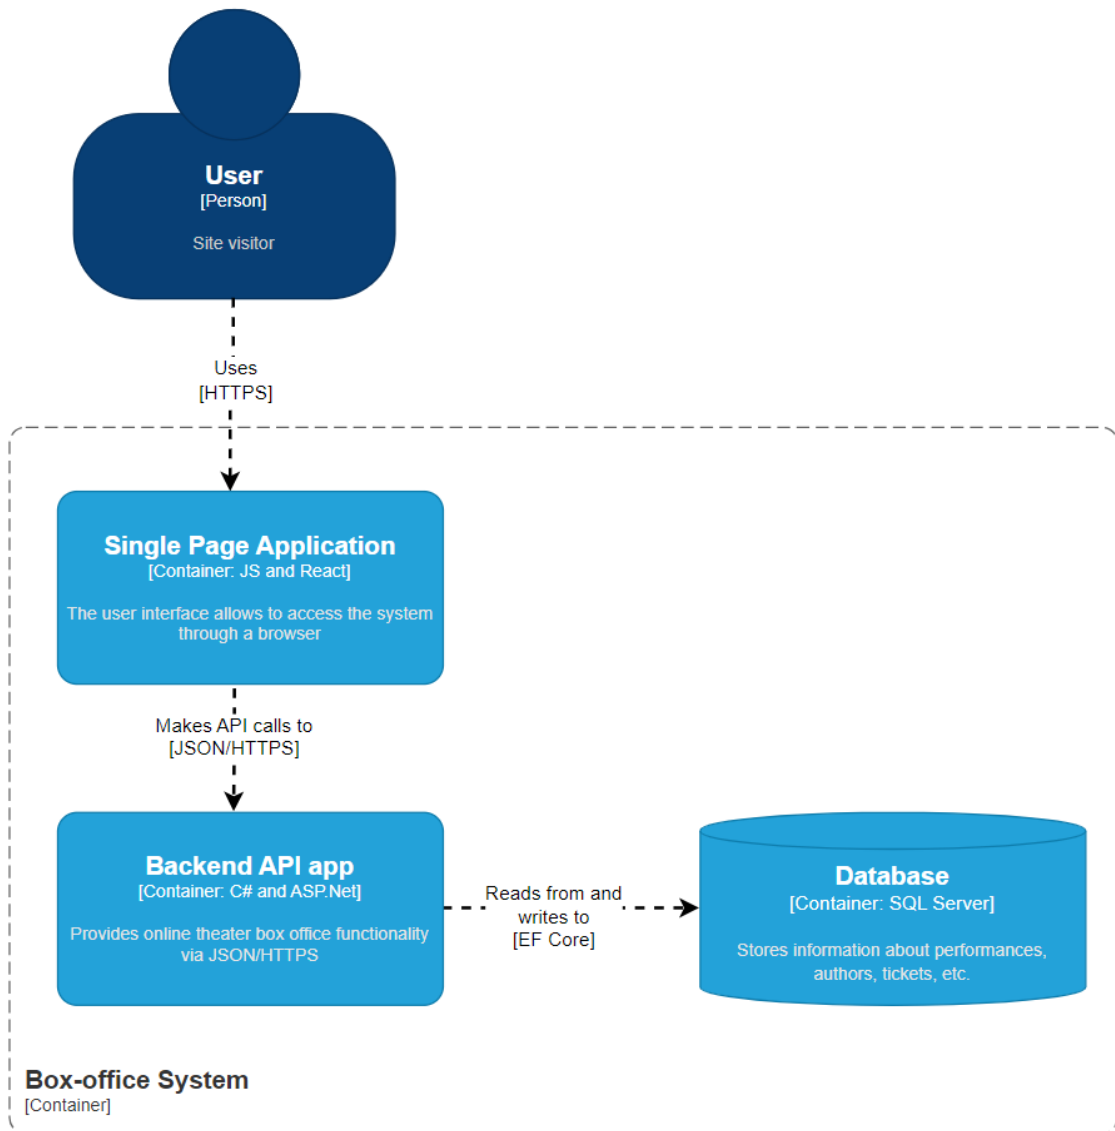 User
[Person]
Site visitor
Uses
[HTTPS]
Single Page Application
[Container: JS and React]
The user interface allows to access the system
through a browser
Makes API calls to
[JSON/HTTPS]
Backend API app
[Container: C# and ASP.Net]
Provides online theater box office functionality
via JSON/HTTPS
Reads from and
writes to
[EF Core]
Database
[Container: SQL Server]
Stores information about performances,
authors, tickets, etc.
Box-office System
[Container]